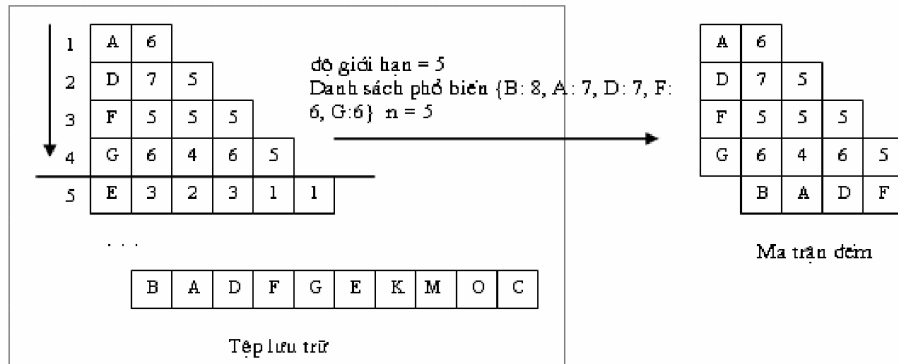 1 A 6
2 D 7 5
3 F 5 5 5
4 G 6 4 6 5
5 E 3 2 3 1 1
. . .
B A D F G E K M O C
Tệp lưu trữ
độ giới hạn = 5
Danh sách phổ biến {B: 8, A: 7, D: 7, F:
6, G:6} n = 5
A 6
D 7 5
F 5 5 5
G 6 4 6 5
B A D F
Ma trận đếm